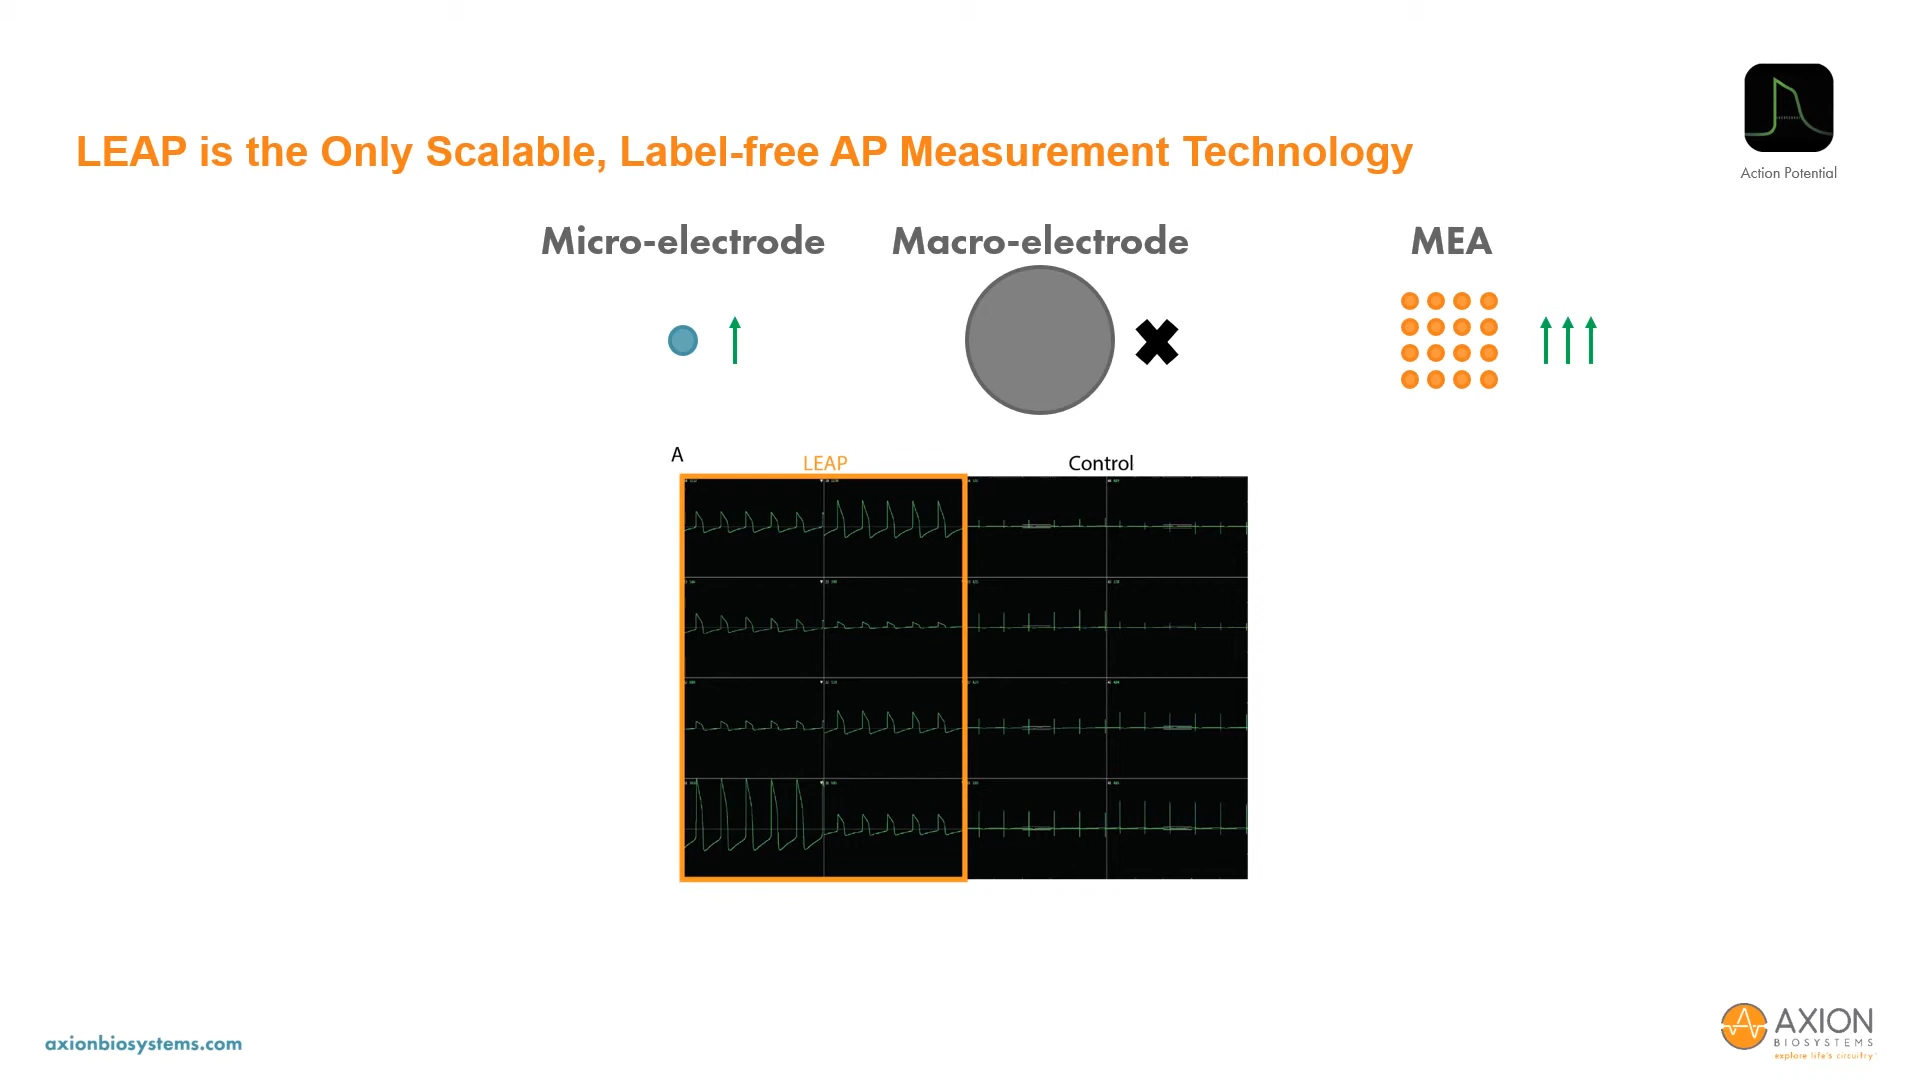 LEAP is the Only Scalable, Label-free AP Measurement Technology
Action Potential
Micro-electrode
Macro-electrode
MEA
A
LEAP
Control
axionbiosystems.com
AXION
BIOSYSTEMS
explore life's circuitry